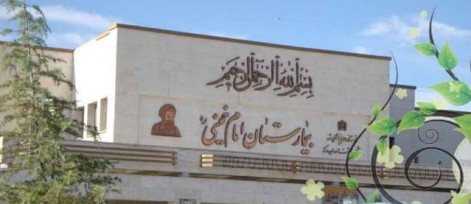 بسم الله الرحمن الرحیم
بیمارستان امام خمینی